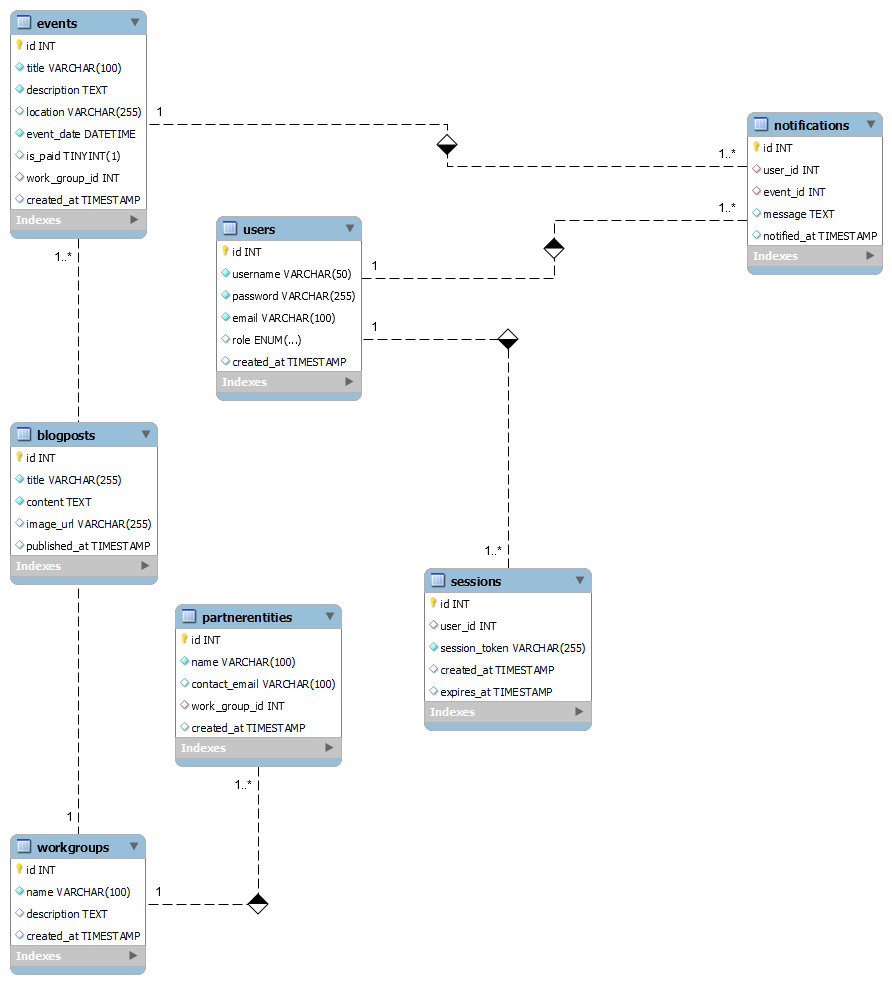 events
id INT
title VARCHAR(100)
description TEXT
location VARCHAR(255)
event_date DATETIME
is_paid TINYINT(1)
work_group_id INT
created_at TIMESTAMP
Indexes
1
1..*
1..*
notifications
id INT
user_id INT
event_id INT
message TEXT
notified_at TIMESTAMP
Indexes
1..*
users
id INT
username VARCHAR(50)
password VARCHAR(255)
email VARCHAR(100)
role ENUM(...)
created_at TIMESTAMP
Indexes
1
1
1..*
blogposts
id INT
title VARCHAR(255)
content TEXT
image_url VARCHAR(255)
published_at TIMESTAMP
Indexes
sessions
id INT
user_id INT
session_token VARCHAR(255)
created_at TIMESTAMP
expires_at TIMESTAMP
Indexes
partnerentities
id INT
name VARCHAR(100)
contact_email VARCHAR(100)
work_group_id INT
created_at TIMESTAMP
Indexes
1..*
1
workgroups
id INT
name VARCHAR(100)
description TEXT
created_at TIMESTAMP
Indexes
1